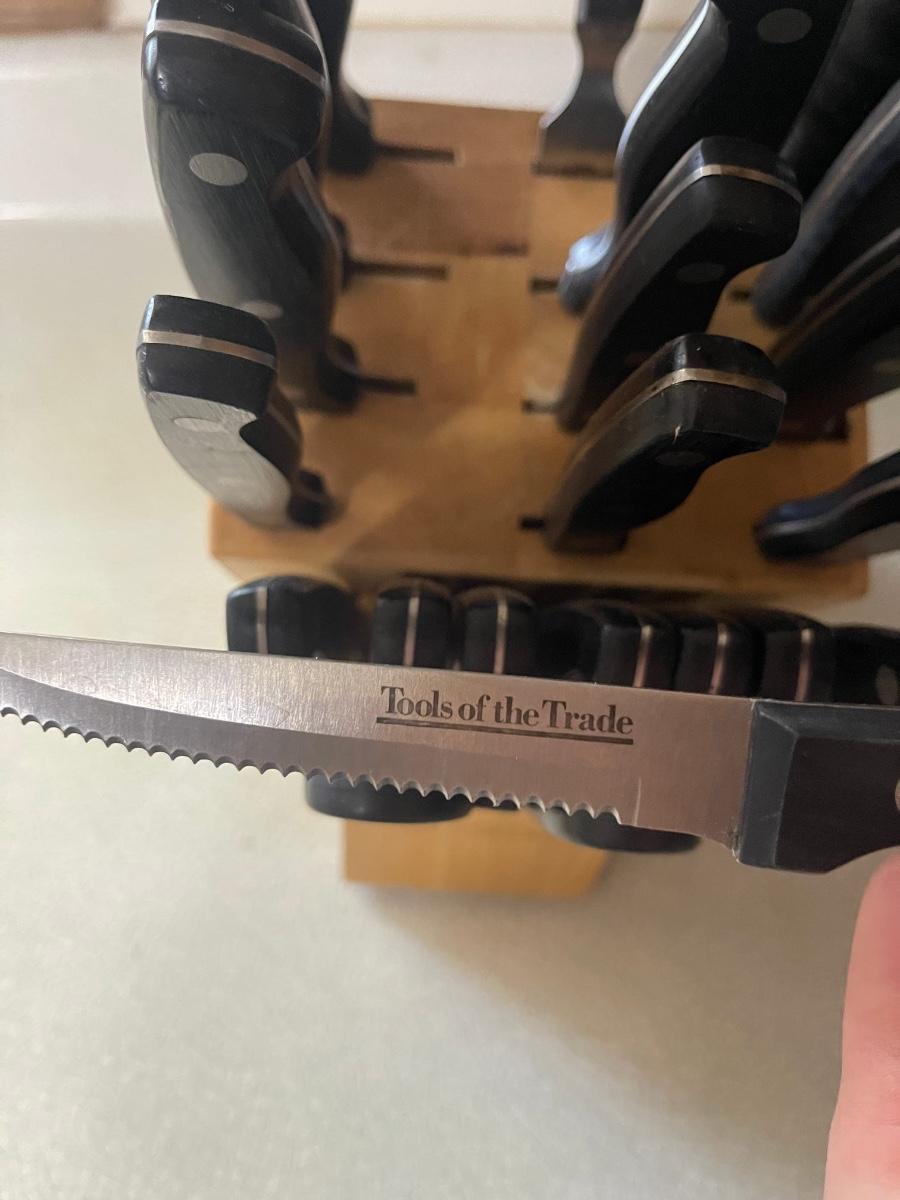 Tools of the Trade